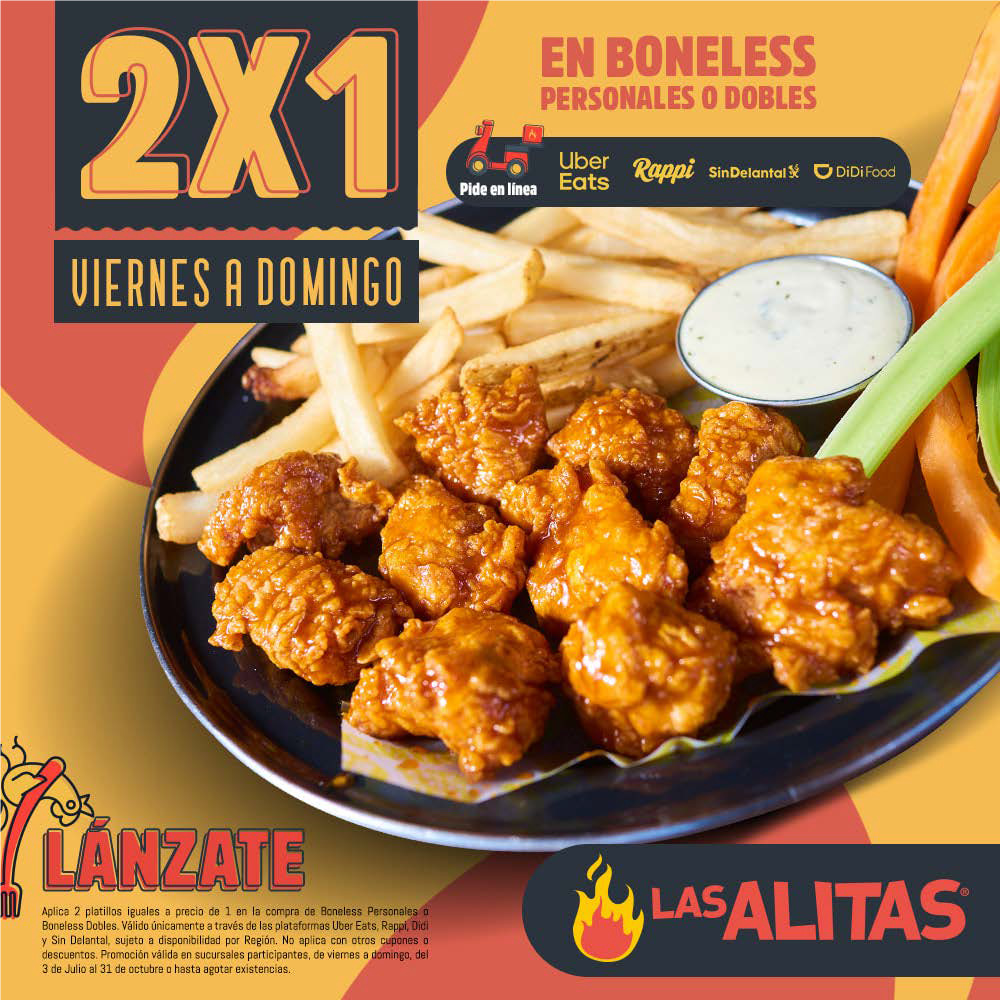 2X1
VIERNES A DOMINGO
EN BONELESS
PERSONALES O DOBLES
Pide en línea
Uber
Eats
Rappi
SinDelantal
DiDi Food
LÁNZATE
Aplica 2 platillos iguales a precio de 1 en la compra de Boneless Personales o
Boneless Dobles. Válido únicamente a través de las plataformas Uber Eats, Rappi, Didi
y Sin Delantal, sujeto a disponibilidad por Región. No aplica con otros cupones o
descuentos. Promoción válida en sucursales participantes, de viernes a domingo, del
3 de Julio al 31 de octubre o hasta agotar existencias.
LAS ALITAS®